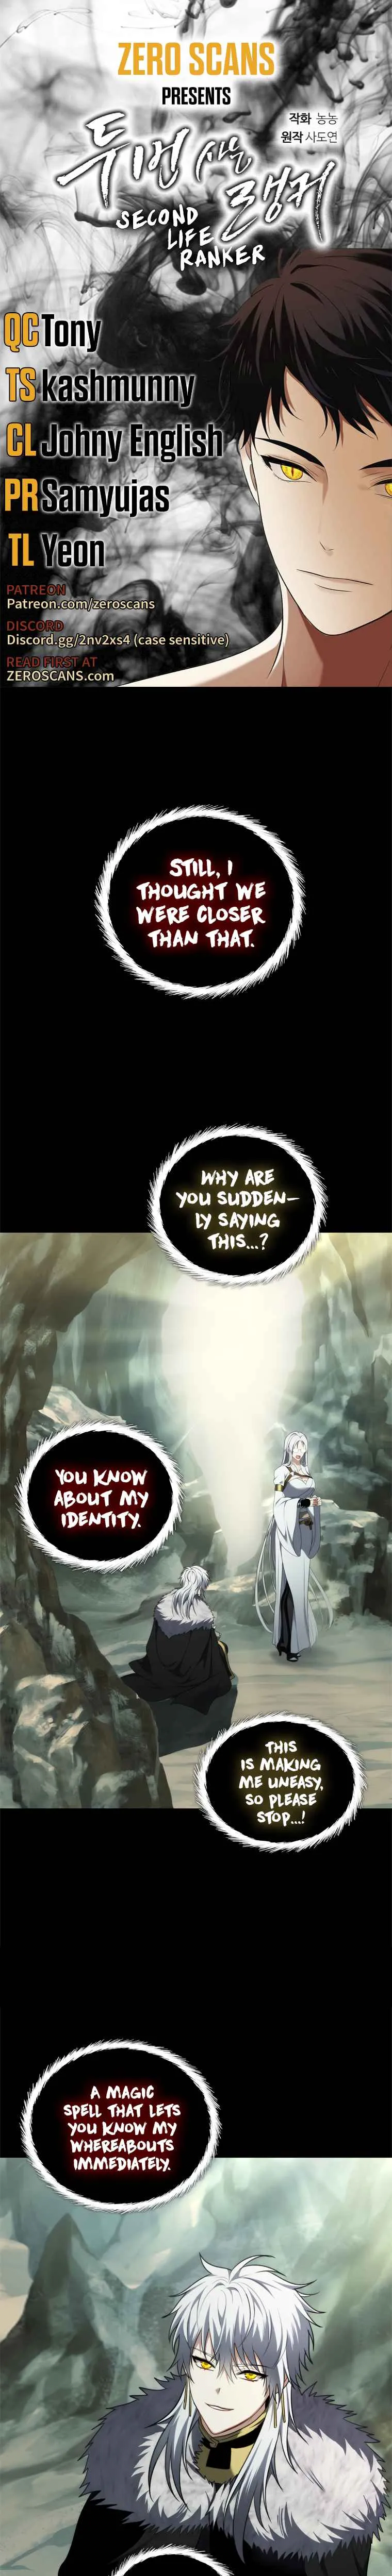 ZERO SCANS
PRESENTS
작화 농농
원작 사도연
두번 사는
랭커
SECOND
LIFE
RANKER
QC Tony
TS kashmunny
CL Johny English
PR Samyujas
TL Yeon
PATREON
Patreon.com/zeroscans
DISCORD
Discord.gg/2nv2xs4 (case sensitive)
READ FIRST AT
ZEROSCANS.com
STILL, I
THOUGHT WE
WERE CLOSER
THAN THAT.
WHY ARE
YOU SUDDEN-
LY SAYING
THIS...?
YOU KNOW
ABOUT MY
IDENTITY.
THIS
IS MAKING
ME UNEASY,
SO PLEASE
STOP...!
A MAGIC
SPELL THAT LETS
YOU KNOW MY
WHEREABOUTS
IMMEDIATELY.